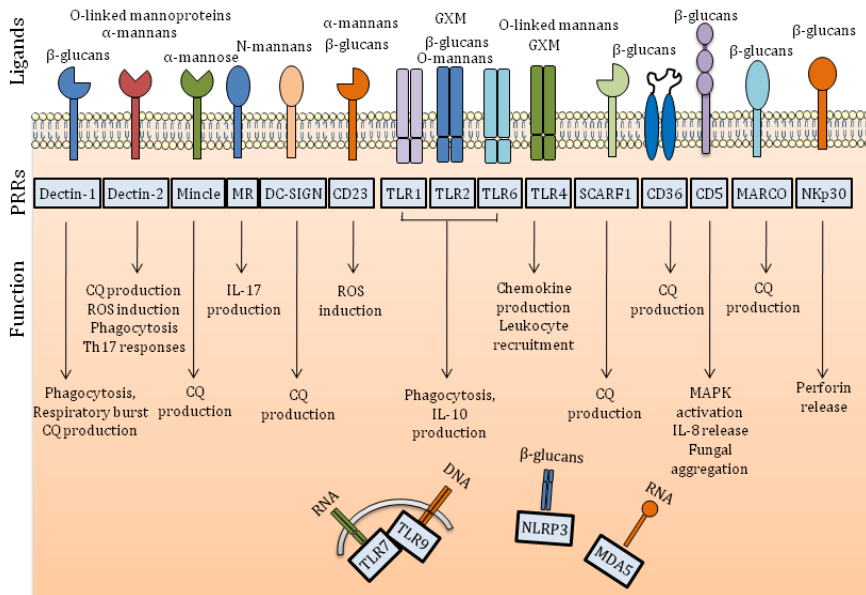 Ligands
O-linked mannoproteins
α-mannans
β-glucans
α-mannose
N-mannans
α-mannans
β-glucans
GXM
β-glucans
O-mannans
O-linked mannans
GXM
β-glucans
β-glucans
β-glucans
β-glucans
PRRs
Dectin-1
Dectin-2
Mincle
MR
DC-SIGN
CD23
TLR1
TLR2
TLR6
TLR4
SCARF1
CD36
CD5
MARCO
NKp30
Function
CQ production
ROS induction
Phagocytosis
Th17 responses
IL-17
production
ROS
induction
Chemokine
production
Leukocyte
recruitment
CQ
production
CQ
production
Phagocytosis,
Respiratory burst
CQ production
CQ
production
CQ
production
Phagocytosis,
IL-10
production
CQ
production
MAPK
activation
IL-8 release
Fungal
aggregation
Perforin
release
RNA
DNA
TLR7
TLR9
β-glucans
NLRP3
RNA
MDA5